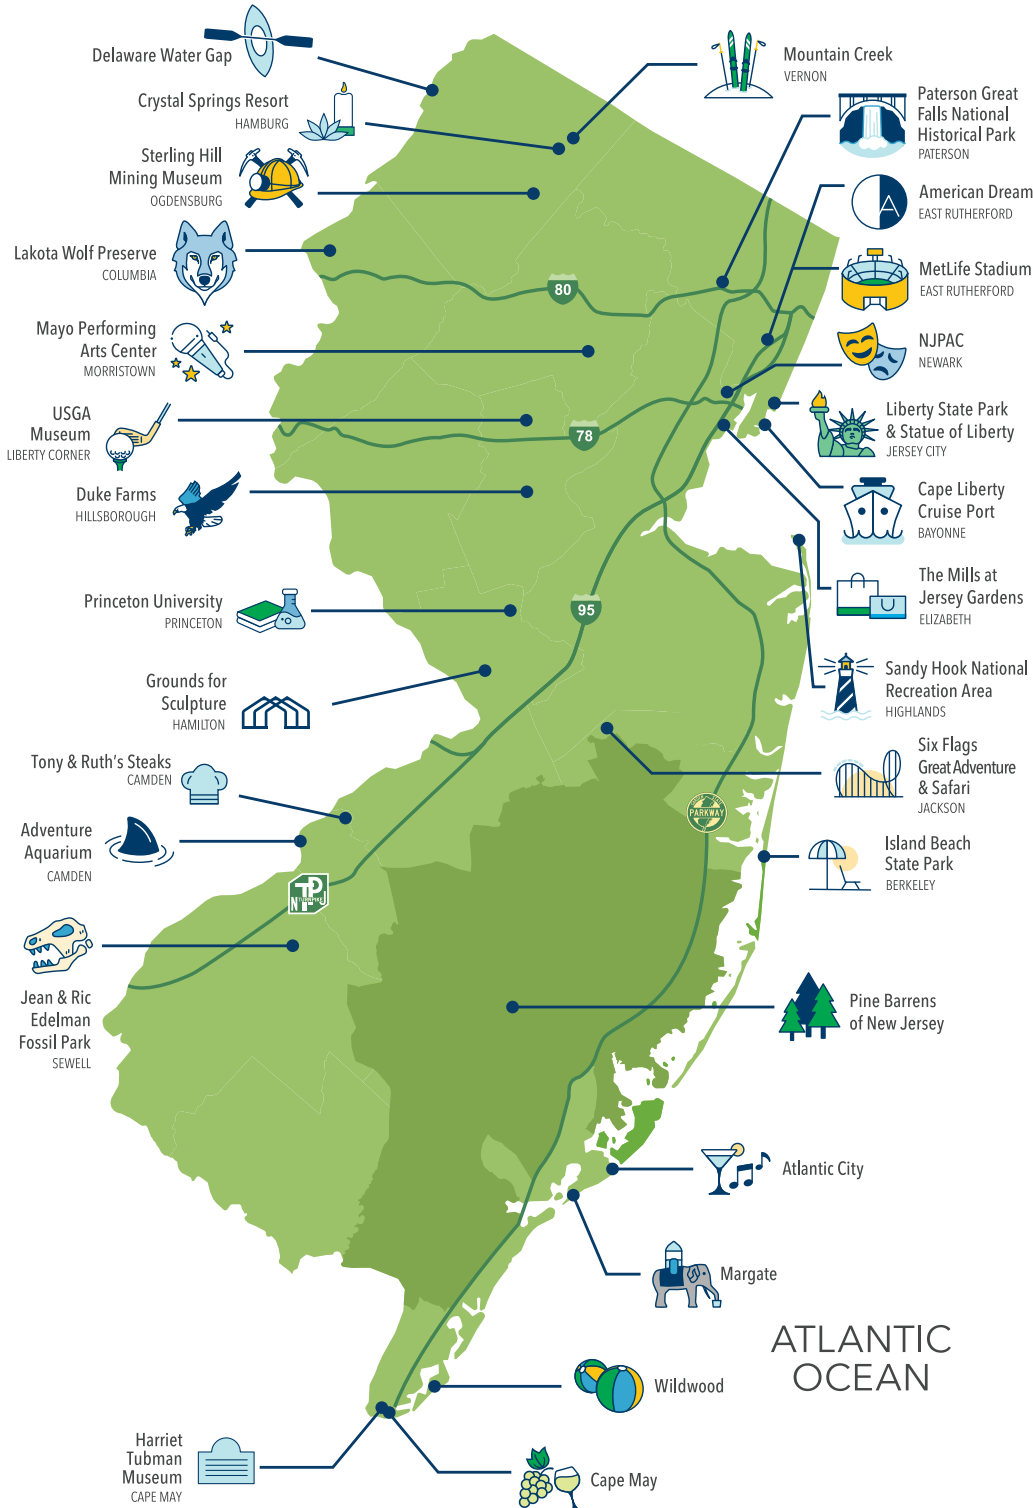 Delaware Water Gap
Crystal Springs Resort
HAMBURG
Sterling Hill
Mining Museum
OGDENSBURG
Lakota Wolf Preserve
COLUMBIA
Mayo Performing
Arts Center
MORRISTOWN
USGA
Museum
LIBERTY CORNER
Duke Farms
HILLSBOROUGH
Princeton University
PRINCETON
Grounds for
Sculpture
HAMILTON
Tony & Ruth's Steaks
CAMDEN
Adventure
Aquarium
CAMDEN
Jean & Ric
Edelman
Fossil Park
SEWELL
Harriet
Tubman
Museum
CAPE MAY
Mountain Creek
VERNON
Paterson Great
Falls National
Historical Park
PATERSON
A
American Dream
EAST RUTHERFORD
MetLife Stadium
EAST RUTHERFORD
NJPAC
NEWARK
Liberty State Park
& Statue of Liberty
JERSEY CITY
Cape Liberty
Cruise Port
BAYONNE
The Mills at
Jersey Gardens
ELIZABETH
Sandy Hook National
Recreation Area
HIGHLANDS
Six Flags
Great Adventure
& Safari
JACKSON
Island Beach
State Park
BERKELEY
Pine Barrens
of New Jersey
Atlantic City
Margate
Wildwood
Cape May
80
78
95
PARKWAY
N TP J
TURNPIKE
ATLANTIC
OCEAN